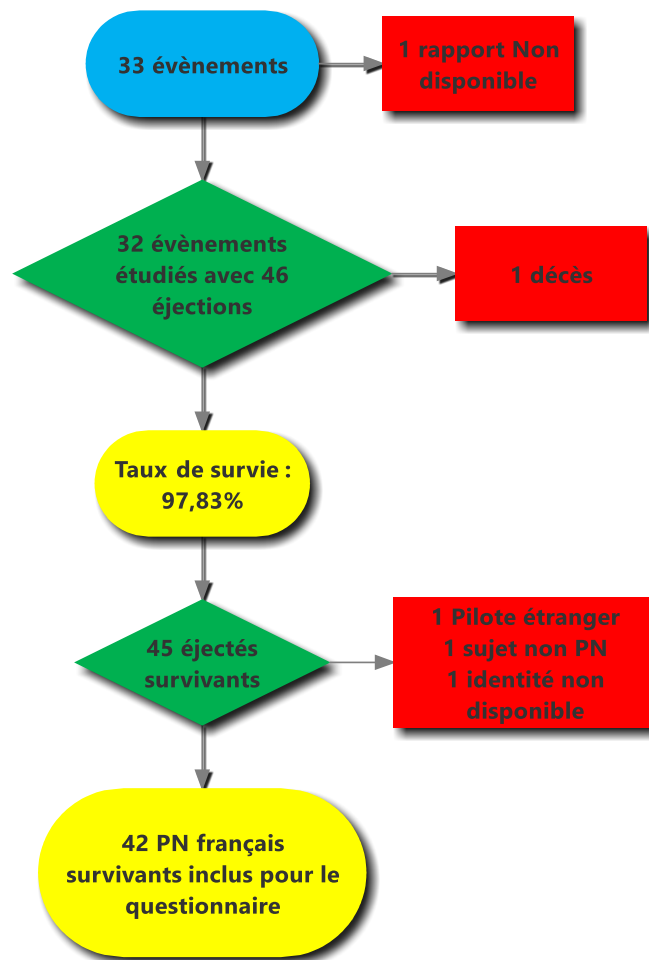 33 évènements
1 rapport Non
disponible
32 évènements
étudiés avec 46
éjections
1 décès
Taux de survie :
97,83%
45 éjectés
survivants
1 Pilote étranger
1 sujet non PN
1 identité non
disponible
42 PN français
survivants inclus pour le
questionnaire